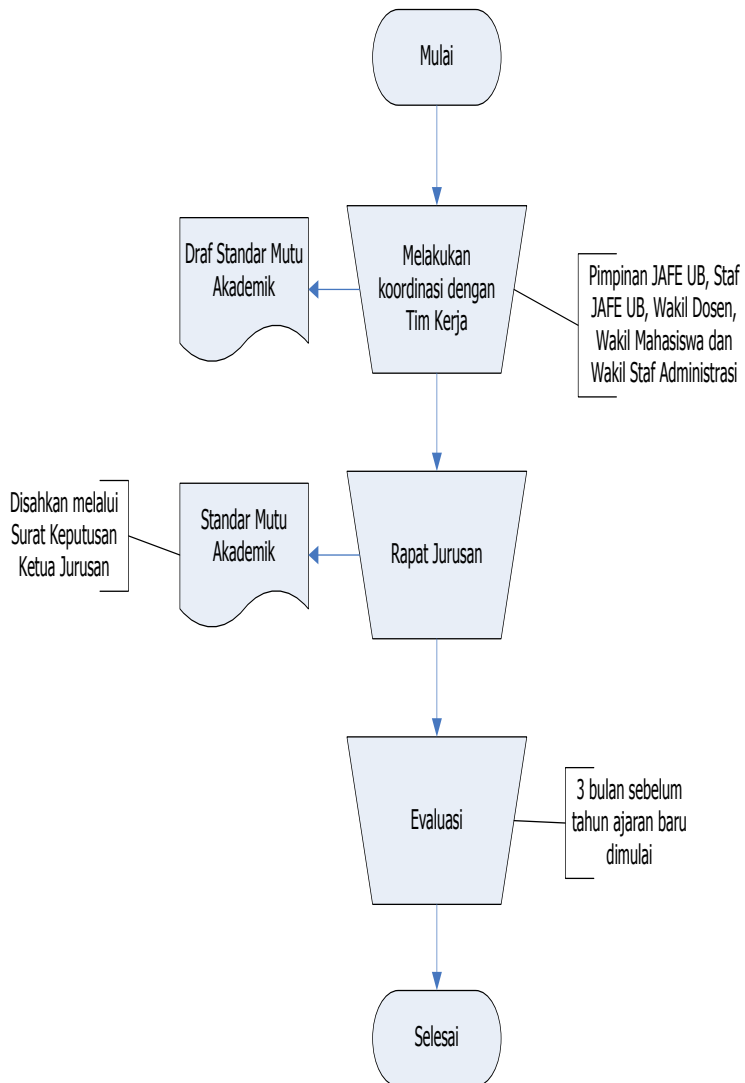 Mulai
Draf Standar Mutu
Akademik
Melakukan
koordinasi dengan
Tim Kerja
Pimpinan JAFE UB, Staf
JAFE UB, Wakil Dosen,
Wakil Mahasiswa dan
Wakil Staf Administrasi
Disahkan melalui
Surat Keputusan
Ketua Jurusan
Standar Mutu
Akademik
Rapat Jurusan
Evaluasi
3 bulan sebelum
tahun ajaran baru
dimulai
Selesai